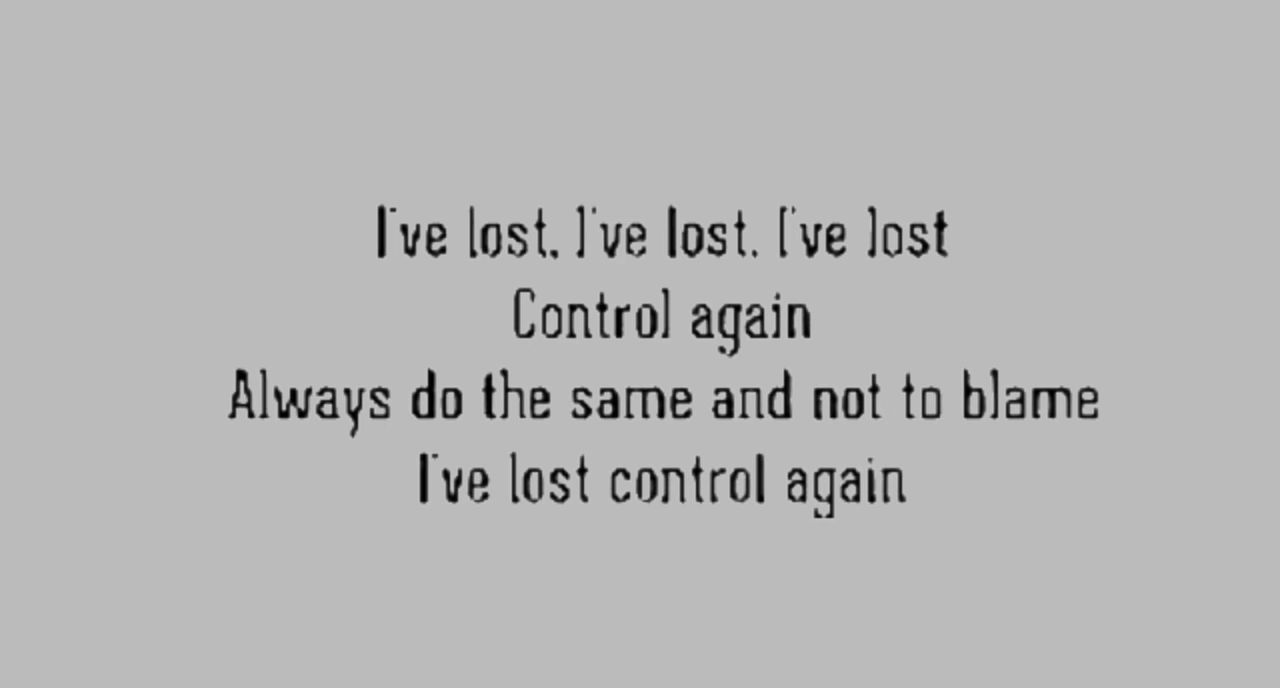 I've lost, I've lost, I've lost
Control again
Always do the same and not to blame
I've lost control again